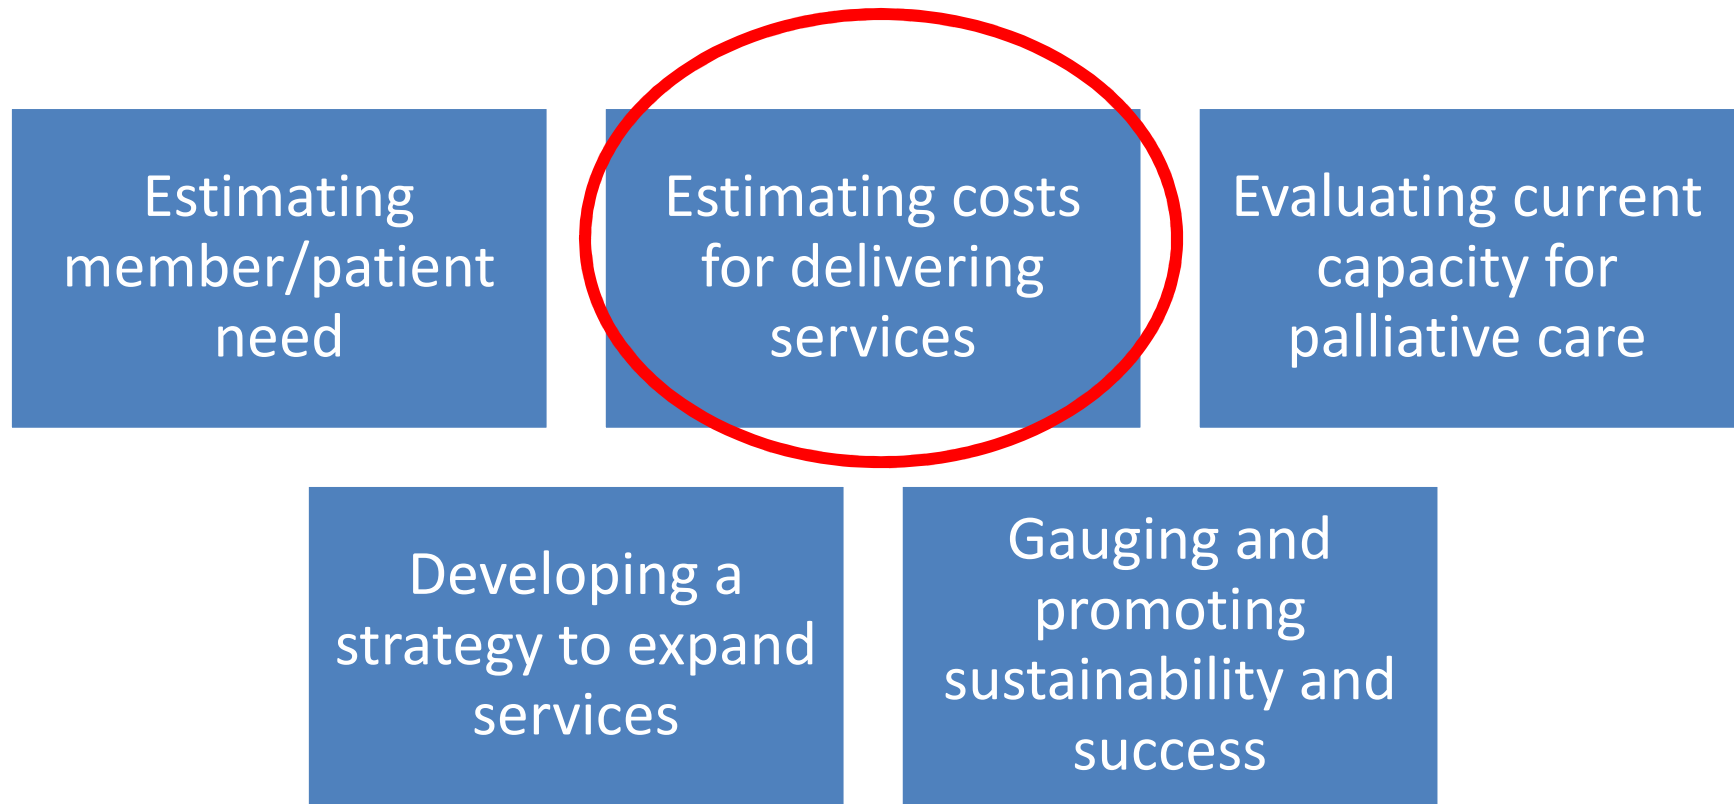 Estimating
member/patient
need
Estimating costs
for delivering
services
Evaluating current
capacity for
palliative care
Developing a
strategy to expand
services
Gauging and
promoting
sustainability and
success